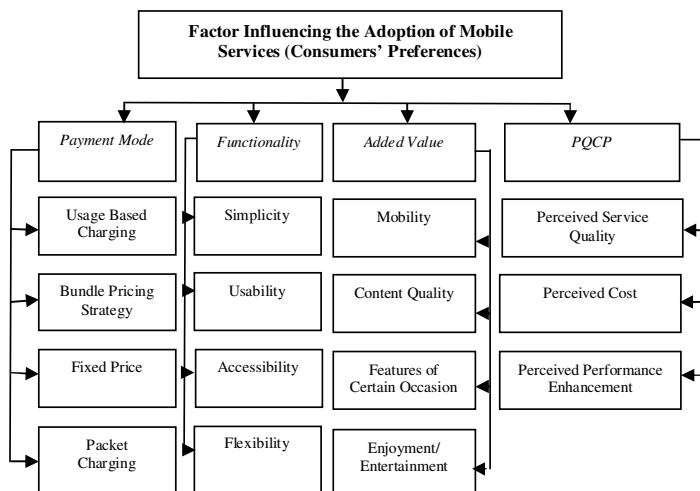 Factor Influencing the Adoption of Mobile
Services (Consumers' Preferences)
Payment Mode
Functionality
Added Value
PQCP
Usage Based
Charging
Simplicity
Mobility
Perceived Service
Quality
Bundle Pricing
Strategy
Usability
Content Quality
Perceived Cost
Fixed Price
Accessibility
Features of
Certain Occasion
Perceived Performance
Enhancement
Packet
Charging
Flexibility
Enjoyment/
Entertainment